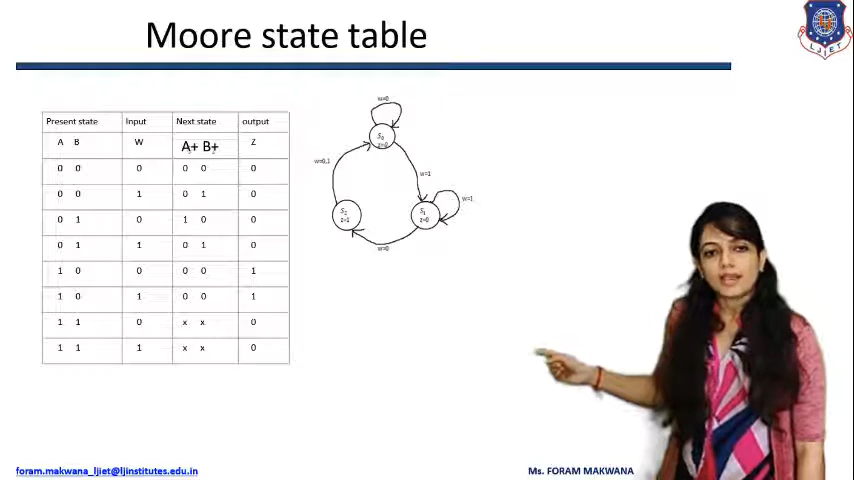 Moore state table
LJIET
Present state Input Next state output
A B W A+ B+ Z
0 0 0 0 0 0
0 0 1 0 1 0
0 1 0 1 0 0
0 1 1 0 1 0
1 0 0 0 0 1
1 0 1 0 0 1
1 1 0 x x 0
1 1 1 x x 0
w=0
S0
z=0
w=0,1
w=1
S2
z=1
S1
z=0
w=1
w=0
foram.makwana_ljiet@ljinstitutes.edu.in
Ms. FORAM MAKWANA